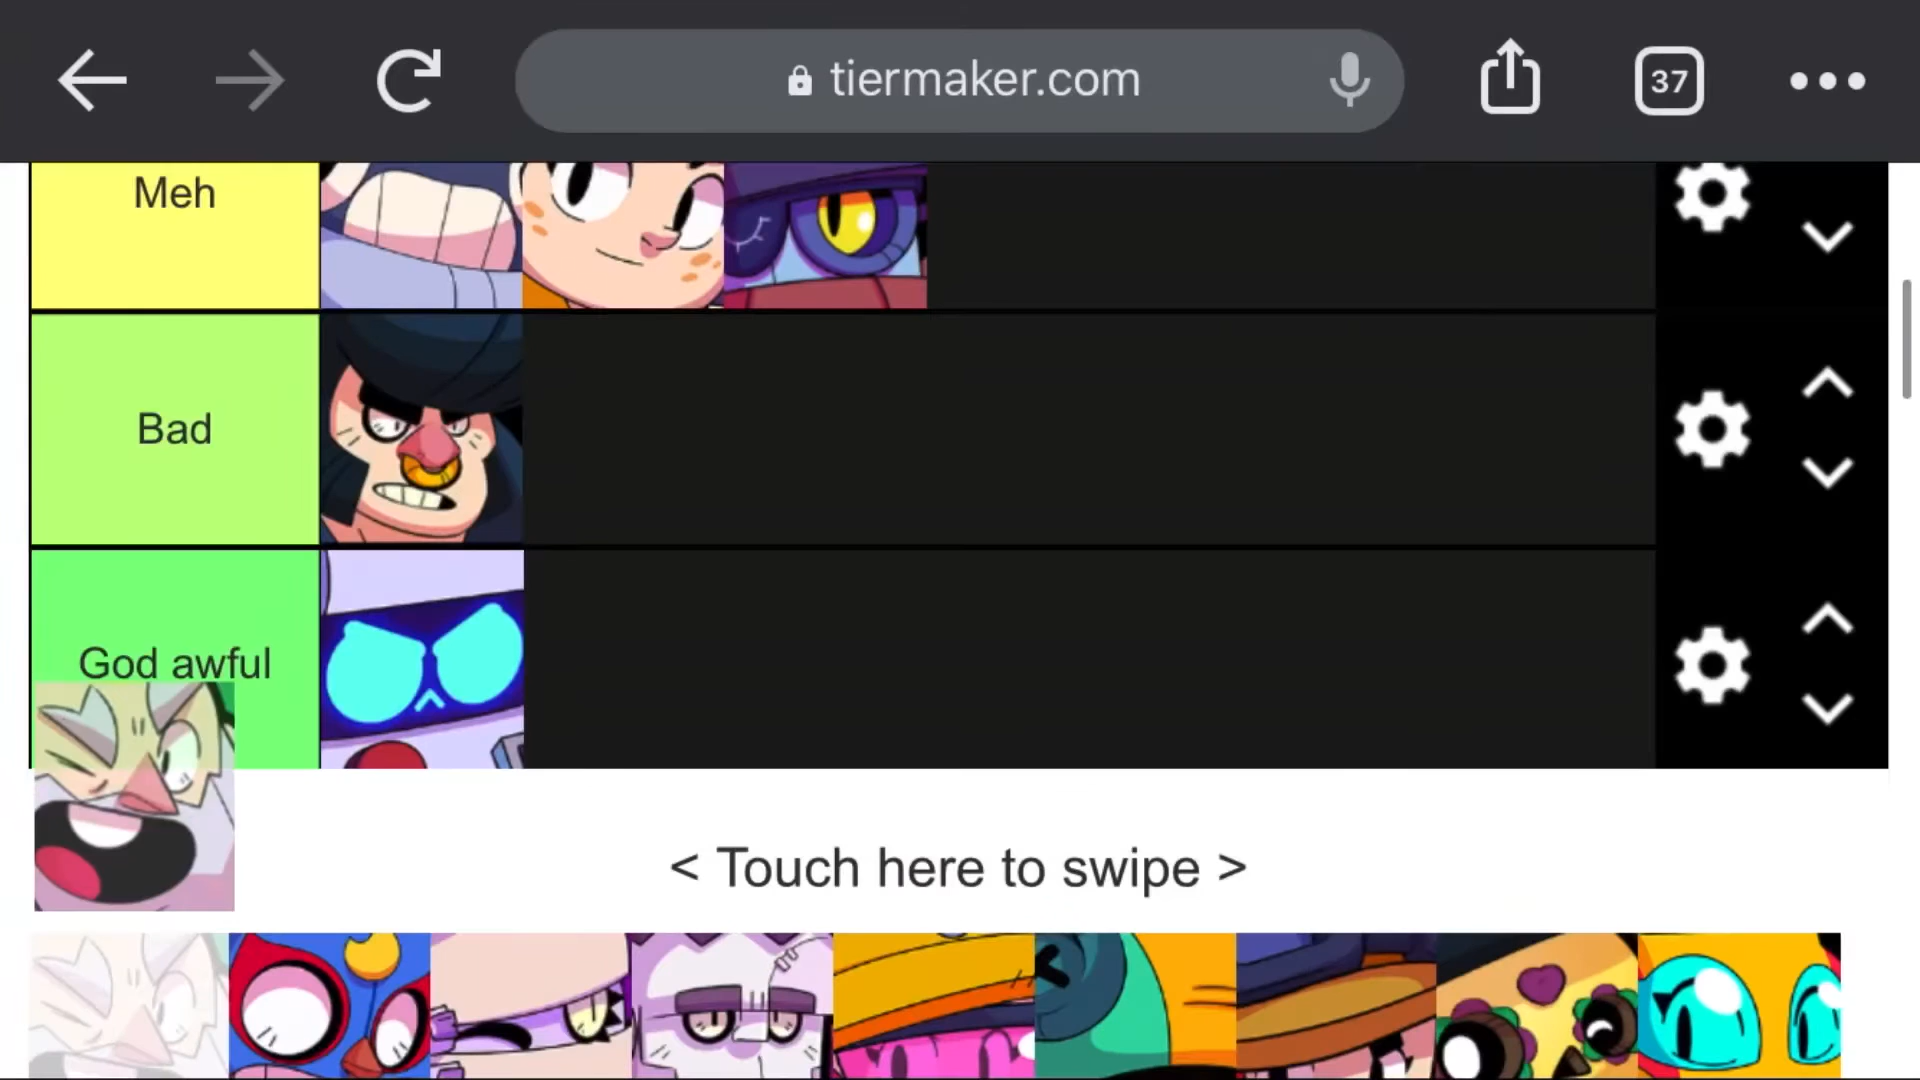 tiermaker.com
37
Meh
Bad
God awful
< Touch here to swipe >